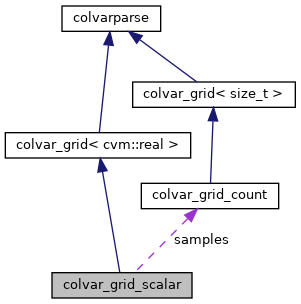 colvarparse
colvar_grid< size_t >
colvar_grid< cvm::real >
colvar_grid_count
samples
colvar_grid_scalar